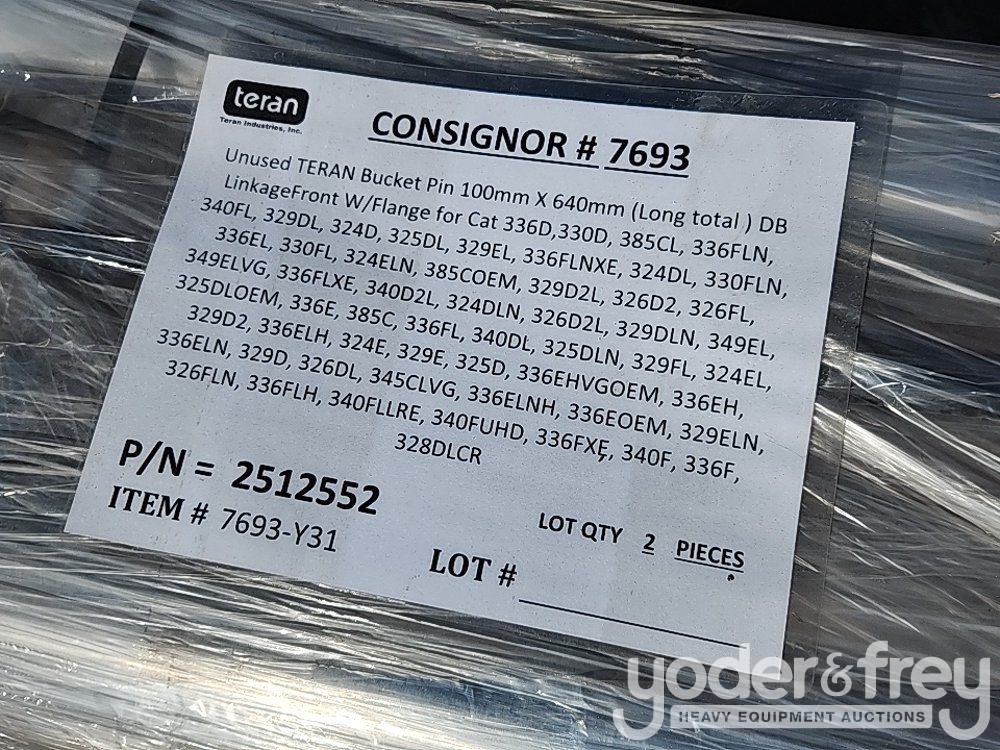 teran
Teran Industries, Inc.
CONSIGNOR # 7693
Unused TERAN Bucket Pin 100mm X 640mm (Long total ) DB
LinkageFront W/Flange for Cat 336D,330D, 385CL, 336FLN,
340FL, 329DL, 324D, 325DL, 329EL, 336FLNXE, 324DL, 330FLN,
336EL, 330FL, 324ELN, 385COEM, 329D2L, 326D2, 326FL,
349ELVG, 336FLXE, 340D2L, 324DLN, 326D2L, 329DLN, 349EL,
325DLOEM, 336E, 385C, 336FL, 340DL, 325DLN, 329FL, 324EL,
329D2, 336ELH, 324E, 329E, 325D, 336EHVGOEM, 336EH,
336ELN, 329D, 326DL, 345CLVG, 336ELNH, 336EOEM, 329ELN,
326FLN, 336FLH, 340FLLRE, 340FUHD, 336FXE, 340F, 336F,
328DLCR
P/N = 2512552
ITEM # 7693-Y31
LOT QTY 2 PIECES
LOT #
yoder&frey
HEAVY EQUIPMENT AUCTIONS